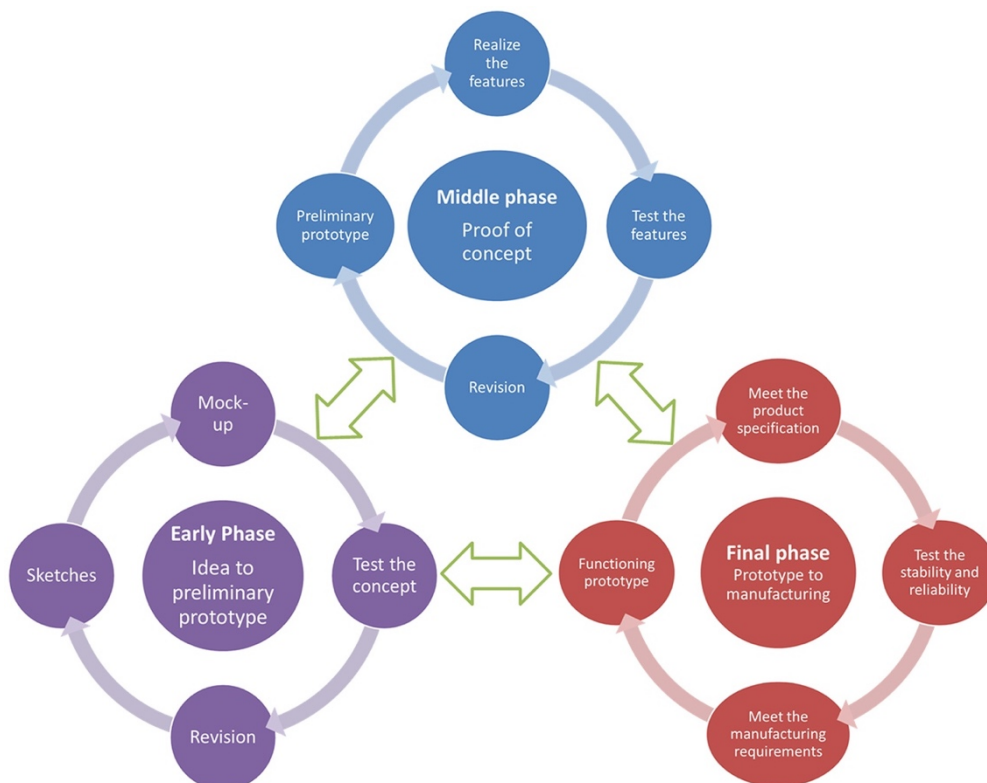 Realize
the
features
Preliminary
prototype
Middle phase
Proof of
concept
Test the
features
Revision
Mock-
up
Sketches
Early Phase
Idea to
preliminary
prototype
Test the
concept
Revision
Meet the
product
specification
Functioning
prototype
Final phase
Prototype to
manufacturing
Test the
stability and
reliability
Meet the
manufacturing
requirements